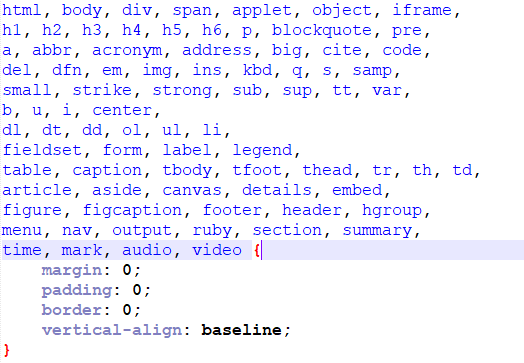 html, body, div, span, applet, object, iframe,
h1, h2, h3, h4, h5, h6, p, blockquote, pre,
a, abbr, acronym, address, big, cite, code,
del, dfn, em, img, ins, kbd, q, s, samp,
small, strike, strong, sub, sup, tt, var,
b, u, i, center,
dl, dt, dd, ol, ul, li,
fieldset, form, label, legend,
table, caption, tbody, tfoot, thead, tr, th, td,
article, aside, canvas, details, embed,
figure, figcaption, footer, header, hgroup,
menu, nav, output, ruby, section, summary,
time, mark, audio, video {
    margin: 0;
    padding: 0;
    border: 0;
    vertical-align: baseline;
}